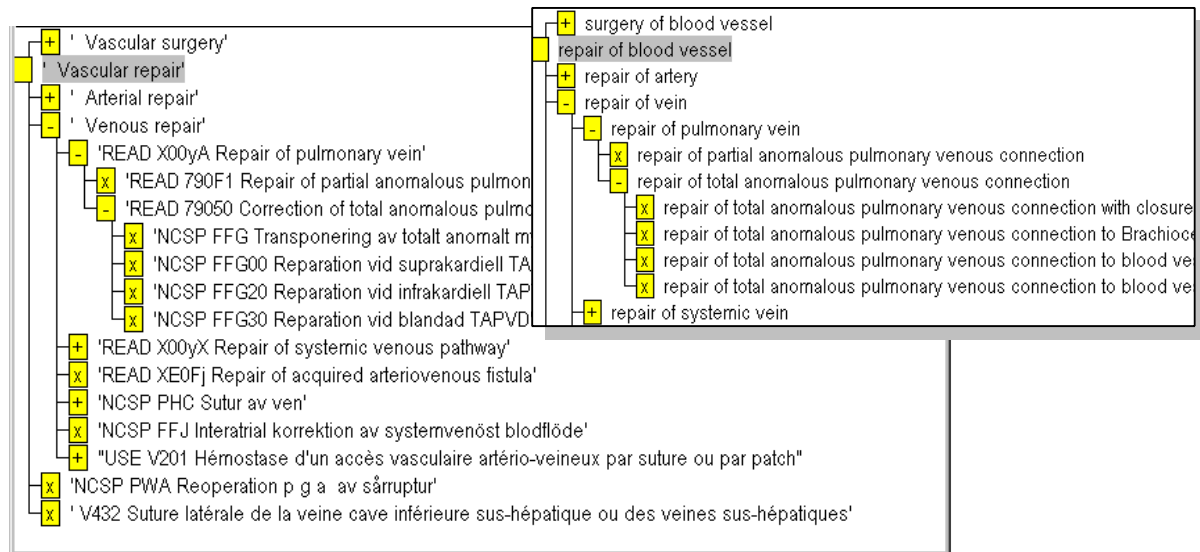 ' Vascular surgery'
' Vascular repair'
' Arterial repair'
' Venous repair'
'READ X00yA Repair of pulmonary vein'
'READ 790F1 Repair of partial anomalous pulmon
'READ 79050 Correction of total anomalous pulmo
'NCSP FFG Transponering av totalt anomalt m
'NCSP FFG00 Reparation vid suprakardiell TA
'NCSP FFG20 Reparation vid infrakardiell TAP
'NCSP FFG30 Reparation vid blandad TAPVD
'READ X00yX Repair of systemic venous pathway'
'READ XE0Fj Repair of acquired arteriovenous fistula'
'NCSP PHC Sutur av ven'
'NCSP FFJ Interatrial korrektion av systemvenöst blodflöde'
"USE V201 Hémostase d'un accès vasculaire artério-veineux par suture ou par patch"
'NCSP PWA Reoperation p g a av sårruptur'
' V432 Suture latérale de la veine cave inférieure sus-hépatique ou des veines sus-hépatiques'
surgery of blood vessel
repair of blood vessel
repair of artery
repair of vein
repair of pulmonary vein
repair of partial anomalous pulmonary venous connection
repair of total anomalous pulmonary venous connection
repair of total anomalous pulmonary venous connection with closure
repair of total anomalous pulmonary venous connection to Brachioce
repair of total anomalous pulmonary venous connection to blood ve
repair of total anomalous pulmonary venous connection to blood ve
repair of systemic vein